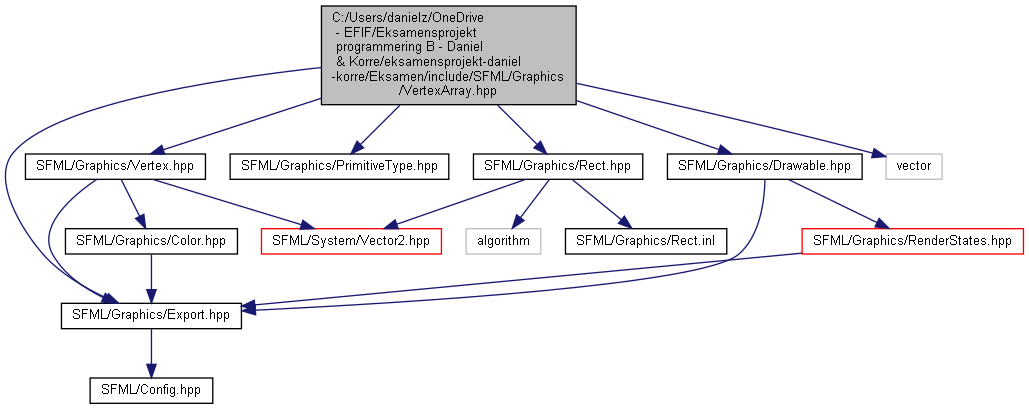 C:/Users/danielz/OneDrive
- EFIF/Eksamensprojekt
programmering B - Daniel
& Korre/eksamensprojekt-daniel
-korre/Eksamen/include/SFML/Graphics
/VertexArray.hpp
SFML/Graphics/Vertex.hpp
SFML/Graphics/PrimitiveType.hpp
SFML/Graphics/Rect.hpp
SFML/Graphics/Drawable.hpp
vector
SFML/Graphics/Color.hpp
SFML/System/Vector2.hpp
algorithm
SFML/Graphics/Rect.inl
SFML/Graphics/RenderStates.hpp
SFML/Graphics/Export.hpp
SFML/Config.hpp